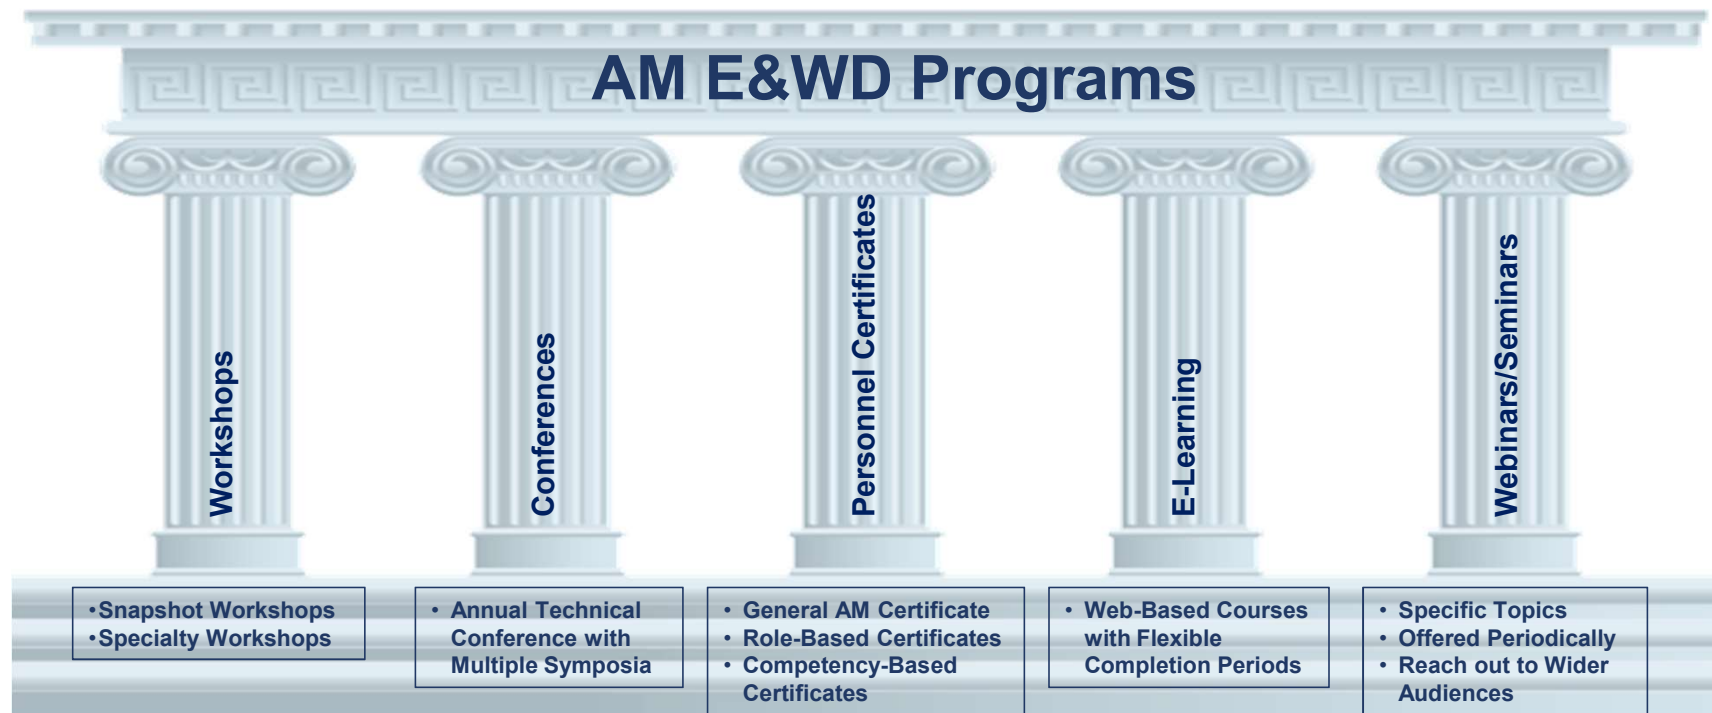 AM E&WD Programs
Workshops
Conferences
Personnel Certificates
E-Learning
Webinars/Seminars
•Snapshot Workshops
•Specialty Workshops
• Annual Technical
Conference with
Multiple Symposia
• General AM Certificate
• Role-Based Certificates
• Competency-Based
Certificates
• Web-Based Courses
with Flexible
Completion Periods
• Specific Topics
• Offered Periodically
• Reach out to Wider
Audiences